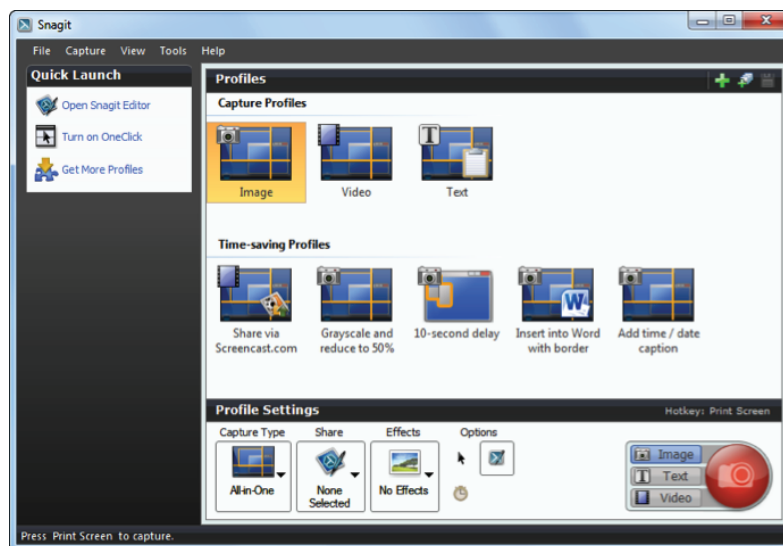 Snagit
File Capture View Tools Help
Quick Launch
Open Snagit Editor
Turn on OneClick
Get More Profiles
Profiles
Capture Profiles
T
Image
Video
Text
Time-saving Profiles
W
Share via
Screencast.com
Grayscale and
reduce to 50%
10-second delay
Insert into Word
with border
Add time / date
caption
Profile Settings
Hotkey: Print Screen
Capture Type
Share
Effects
Options
All-in-One
None
Selected
No Effects
Image
T Text
Video
Press Print Screen to capture.